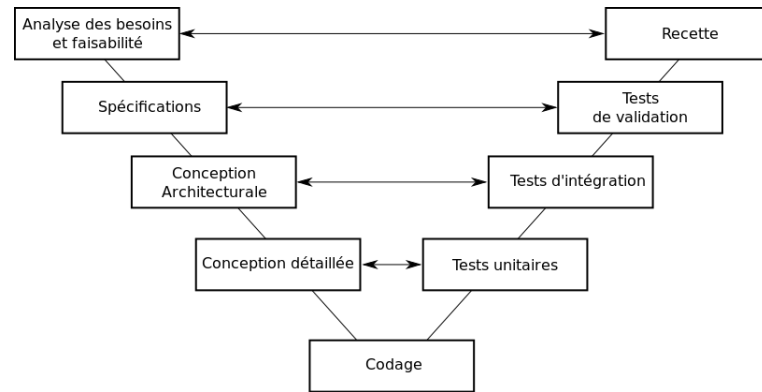 Analyse des besoins
et faisabilité
Recette
Spécifications
Tests
de validation
Conception
Architecturale
Tests d'intégration
Conception détaillée
Tests unitaires
Codage